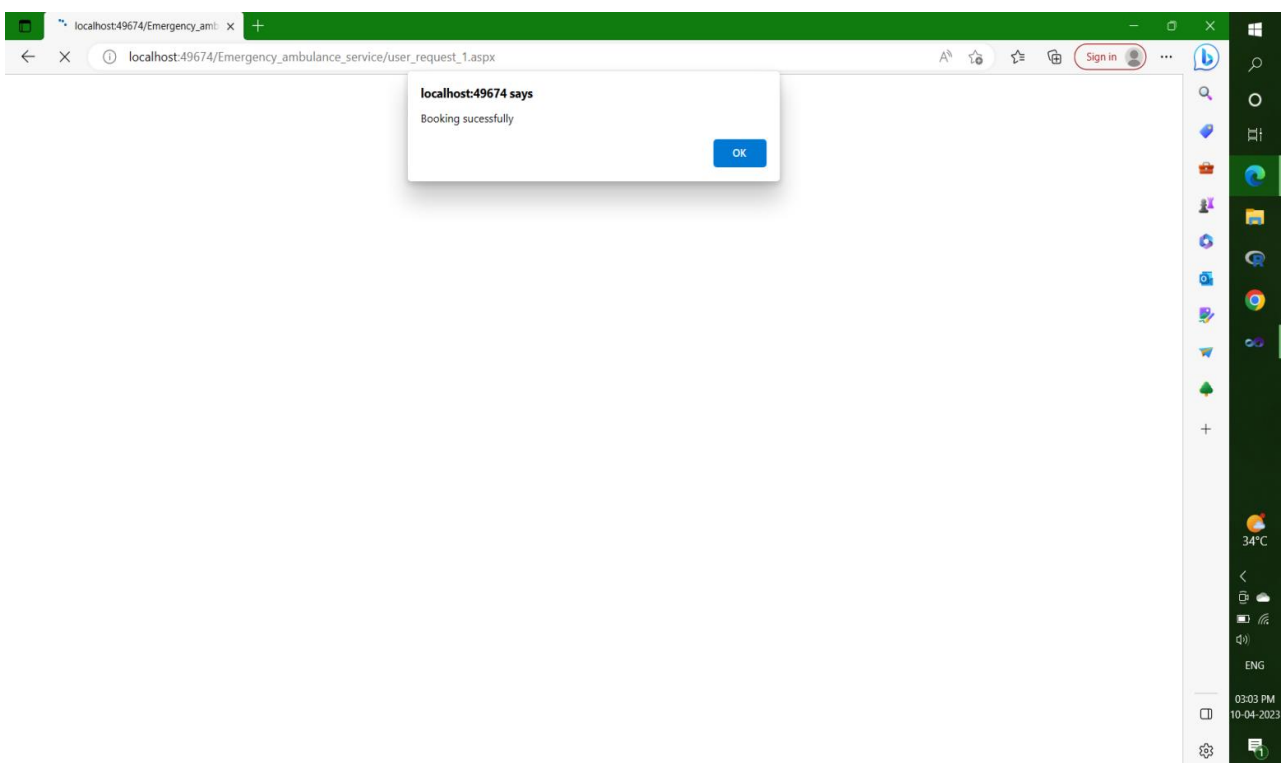 localhost:49674/Emergency_amb
localhost:49674/Emergency_ambulance_service/user_request_1.aspx
Sign in
localhost:49674 says
Booking sucessfully
OK
34°C
ENG
03:03 PM
10-04-2023
1